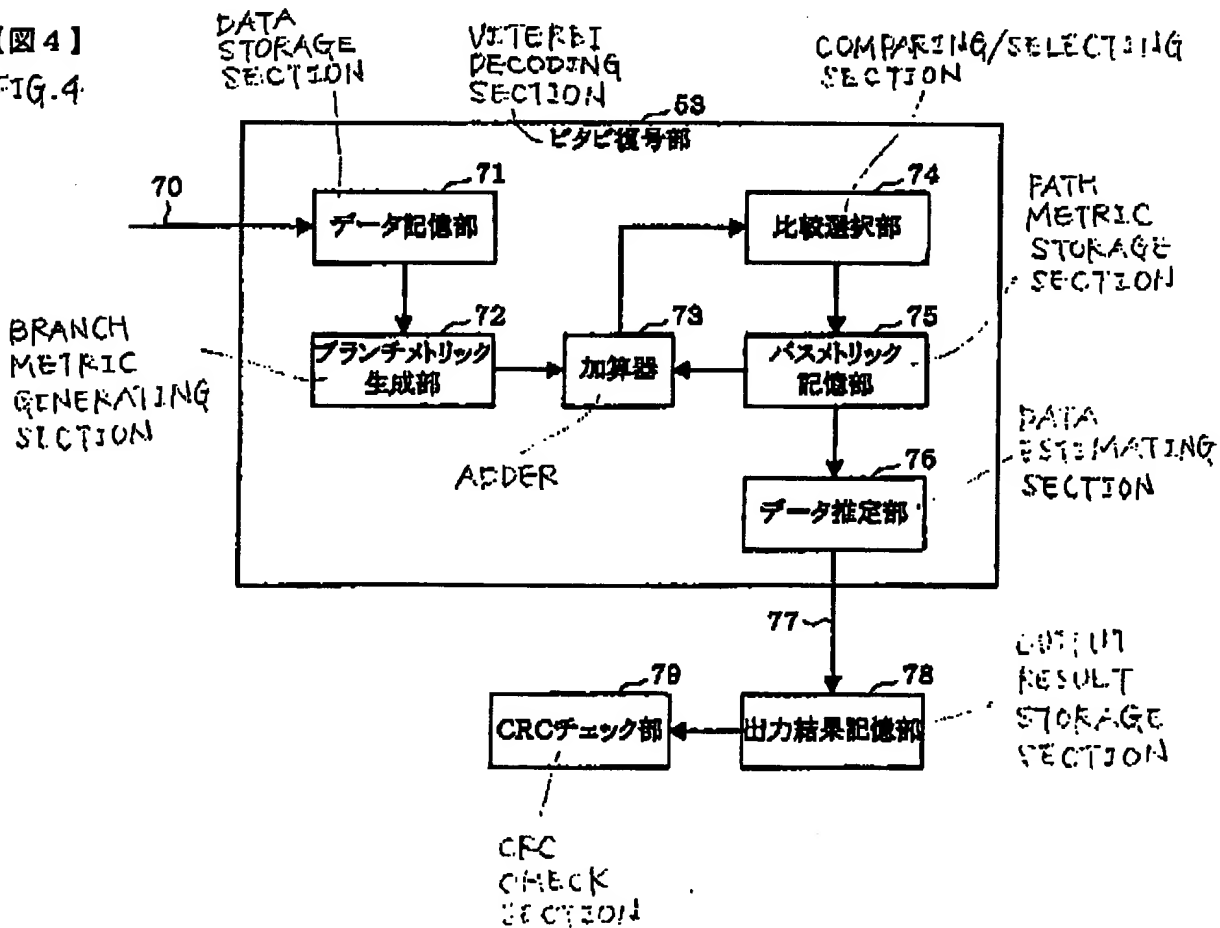 【図4】
FIG.4
DATA
STORAGE
SECTION
VITERBI
DECODING
SECTION
COMPARING/SELECTING
SECTION
53
ビタビ復号部
70
71
データ記憶部
74
比較選択部
PATH
METRIC
STORAGE
SECTION
BRANCH
METRIC
GENERATING
SECTION
72
ブランチメトリック
生成部
73
加算器
75
パスメトリック
記憶部
ADDER
76
データ推定部
DATA
ESTIMATING
SECTION
77
79
CRCチェック部
78
出力結果記憶部
OUTPUT
RESULT
STORAGE
SECTION
CRC
CHECK
SECTION